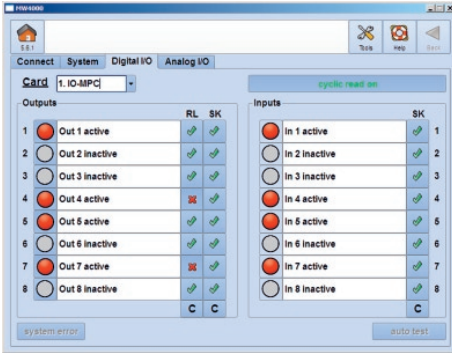 MW4000
5.6.1
Tools Help Back
Connect System Digital I/O Analog I/O
Card 1. IO-MPC cyclic read on
Outputs
RL SK
1 Out 1 active
2 Out 2 inactive
3 Out 3 inactive
4 Out 4 active
5 Out 5 active
6 Out 6 inactive
7 Out 7 active
8 Out 8 inactive
C C
Inputs
SK
In 1 active 1
In 2 inactive 2
In 3 inactive 3
In 4 active 4
In 5 active 5
In 6 inactive 6
In 7 active 7
In 8 inactive 8
C
system error auto test